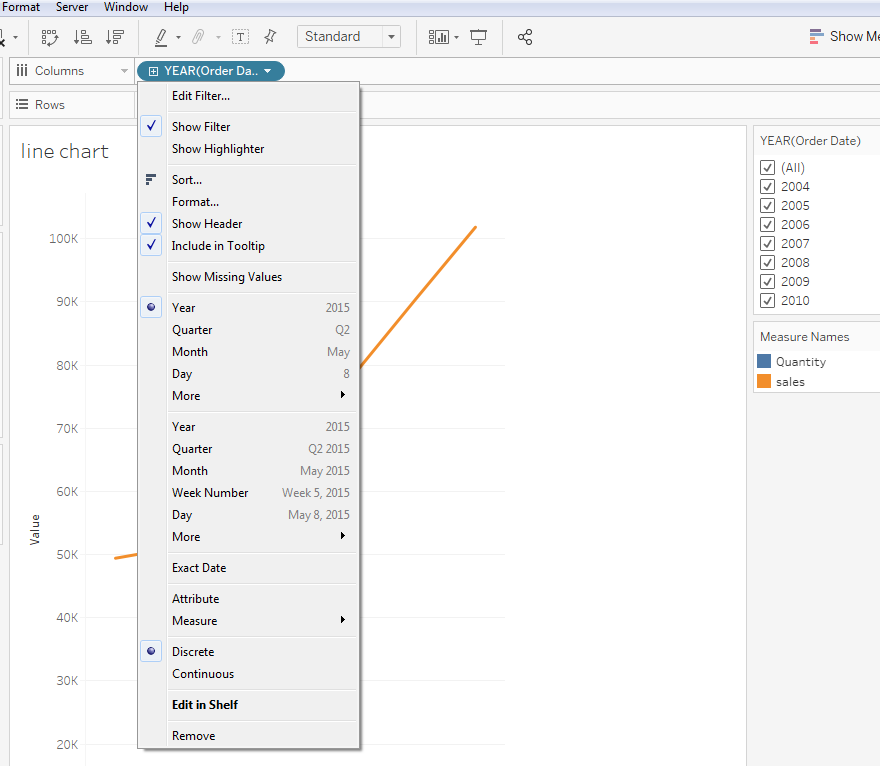 Format Server Window Help
Standard
Show Me
Columns
YEAR(Order Da..
Rows
line chart
100K
90K
80K
70K
60K
50K
40K
30K
20K
Value
Edit Filter...
Show Filter
Show Highlighter
Sort...
Format...
Show Header
Include in Tooltip
Show Missing Values
Year 2015
Quarter Q2
Month May
Day 8
More
Year 2015
Quarter Q2 2015
Month May 2015
Week Number Week 5, 2015
Day May 8, 2015
More
Exact Date
Attribute
Measure
Discrete
Continuous
Edit in Shelf
Remove
YEAR(Order Date)
(All)
2004
2005
2006
2007
2008
2009
2010
Measure Names
Quantity
sales